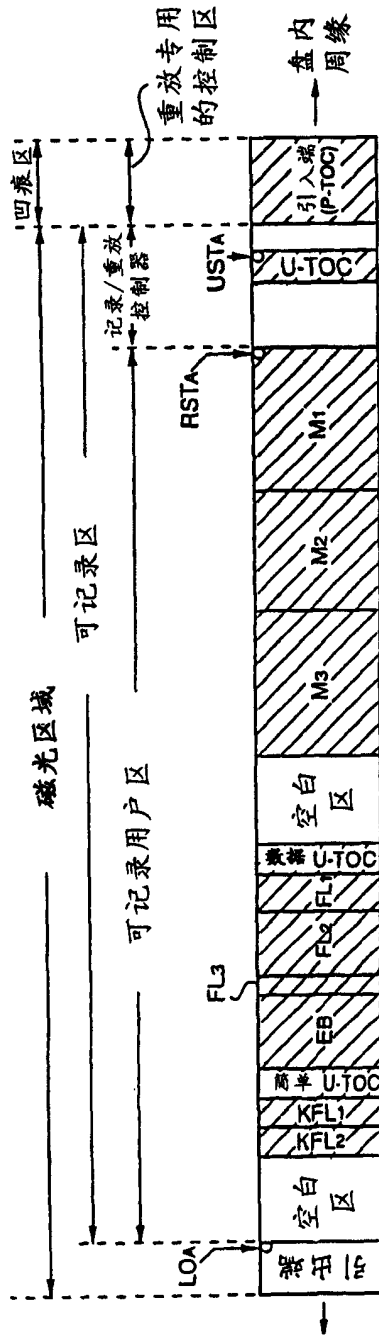 磁光区域
凹痕区
可记录区
可记录用户区
记录/重放
控制器
重放专用
的控制区
LOA
FL3
RSTA
USTA
引出端
空白
区
KFL2
KFL1
简单 U-TOC
EB
FL2
FL1
数据 U-TOC
空白
区
M3
M2
M1
U-TOC
引入端
(P-TOC)
盘内
周缘